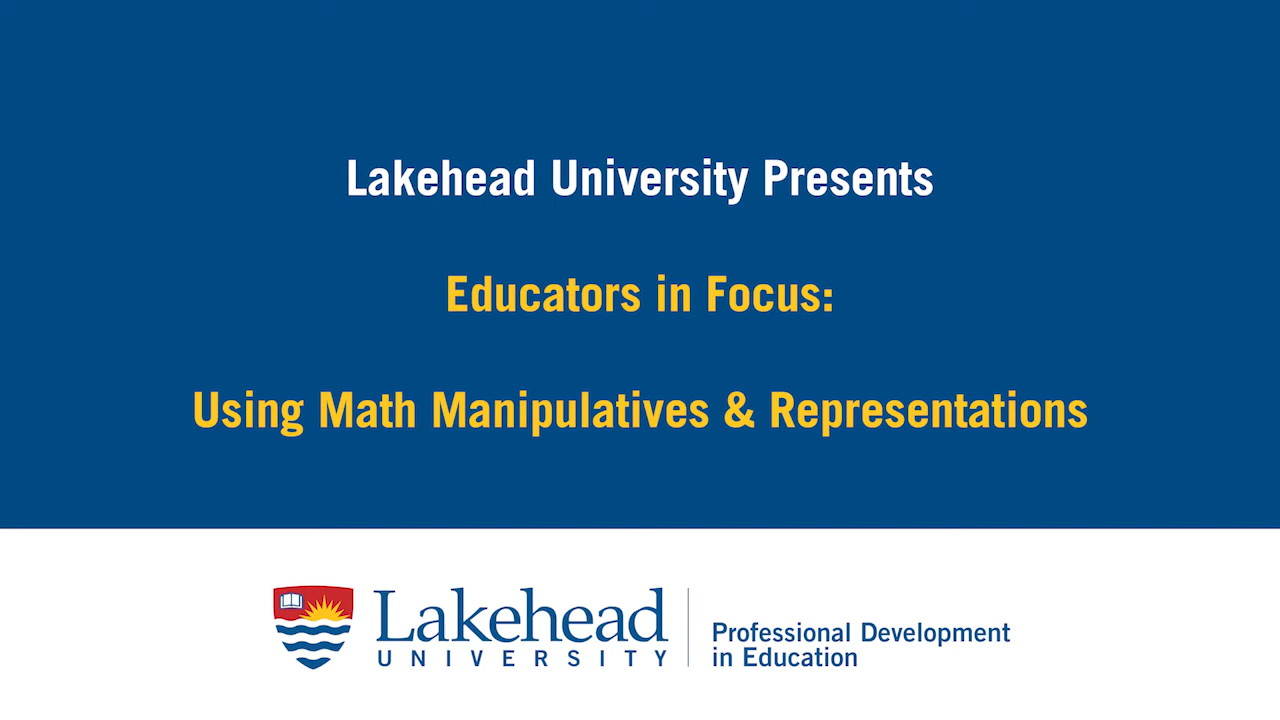 Lakehead University Presents
Educators in Focus:
Using Math Manipulatives & Representations
Lakehead
UNIVERSITY
Professional Development
in Education